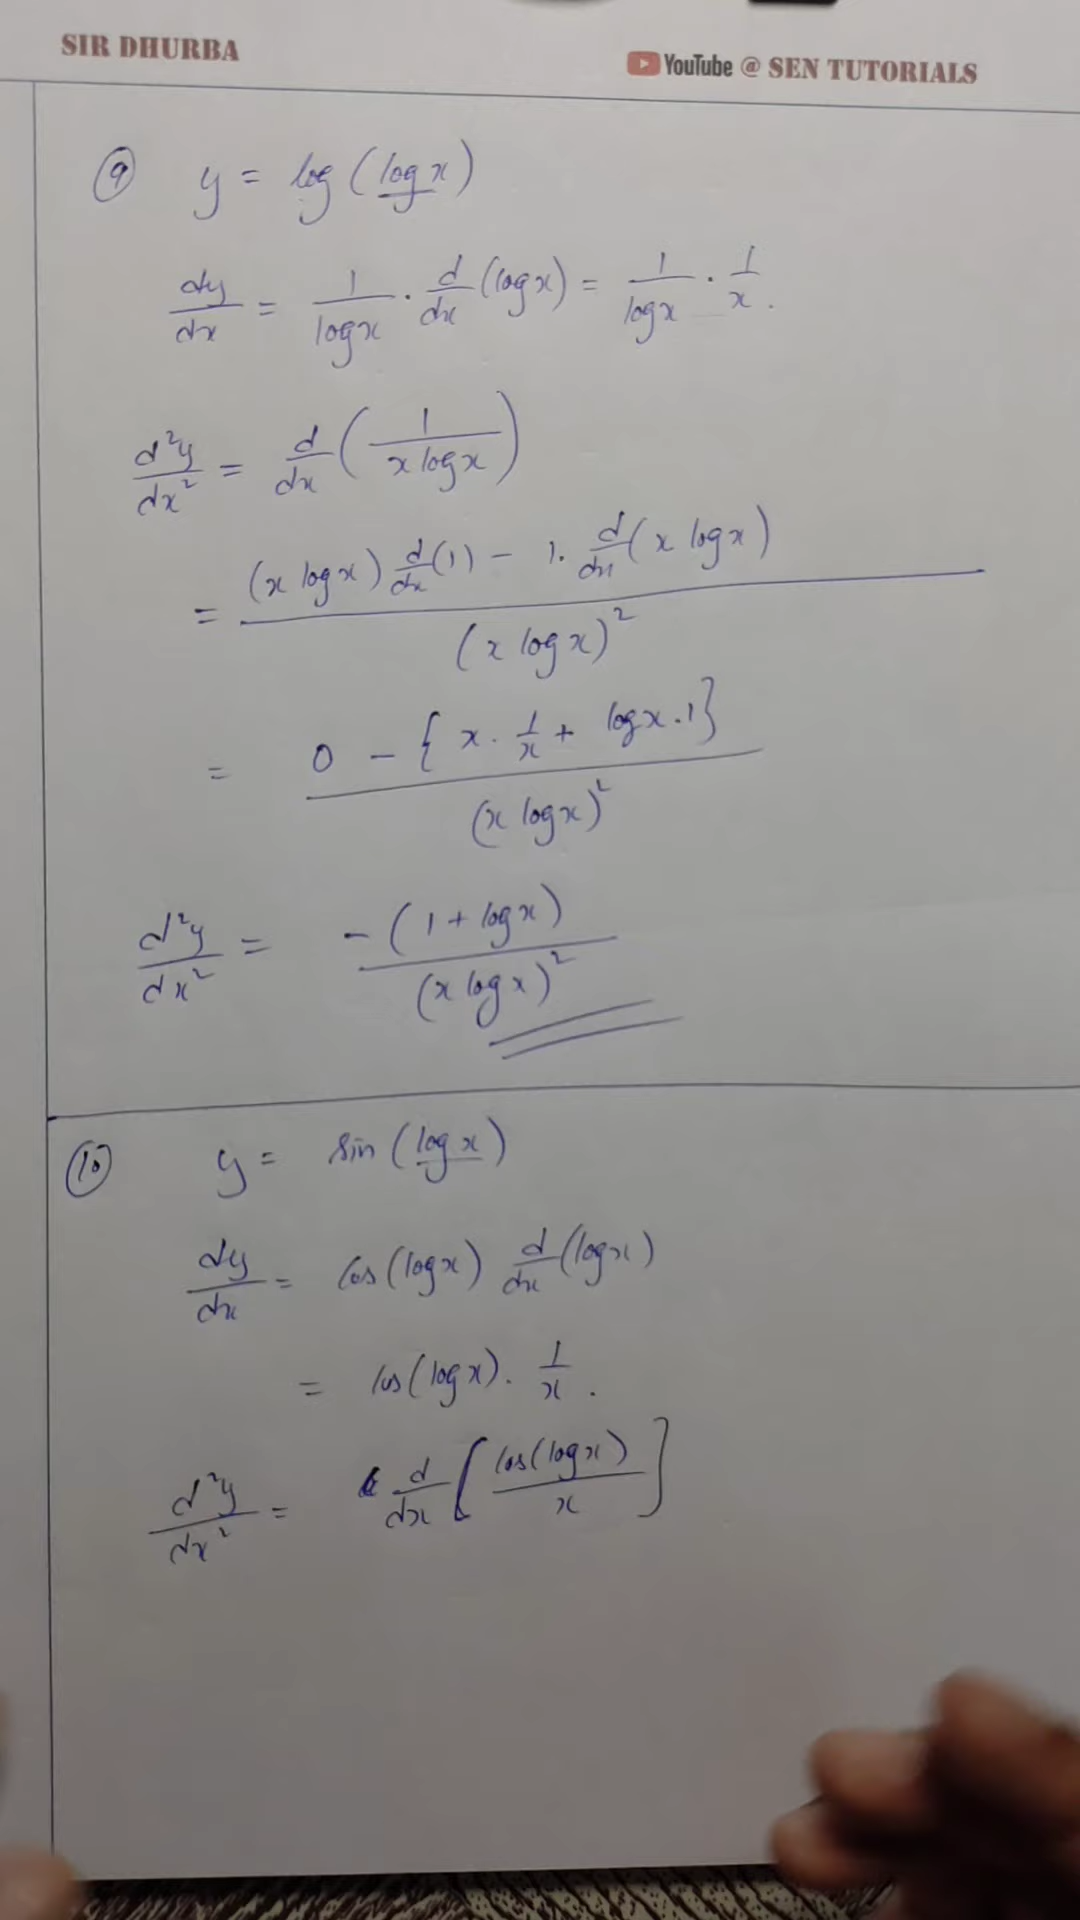 SIR DHURBA
YouTube @ SEN TUTORIALS
⑨ y = log (log x)
dy/dx = 1/log x · d/dx (log x) = 1/log x · 1/x .
d²y/dx² = d/dx (1/x log x)
= (x log x) d/dx (1) - 1. d/dx (x log x) / (x log x)²
= 0 - { x · 1/x + log x . 1 } / (x log x)²
d²y/dx² = - (1 + log x) / (x log x)²
⑩ y = sin (log x)
dy/dx = cos (log x) d/dx (log x)
= cos (log x) . 1/x .
d²y/dx² = d/dx [ cos (log x) / x ]